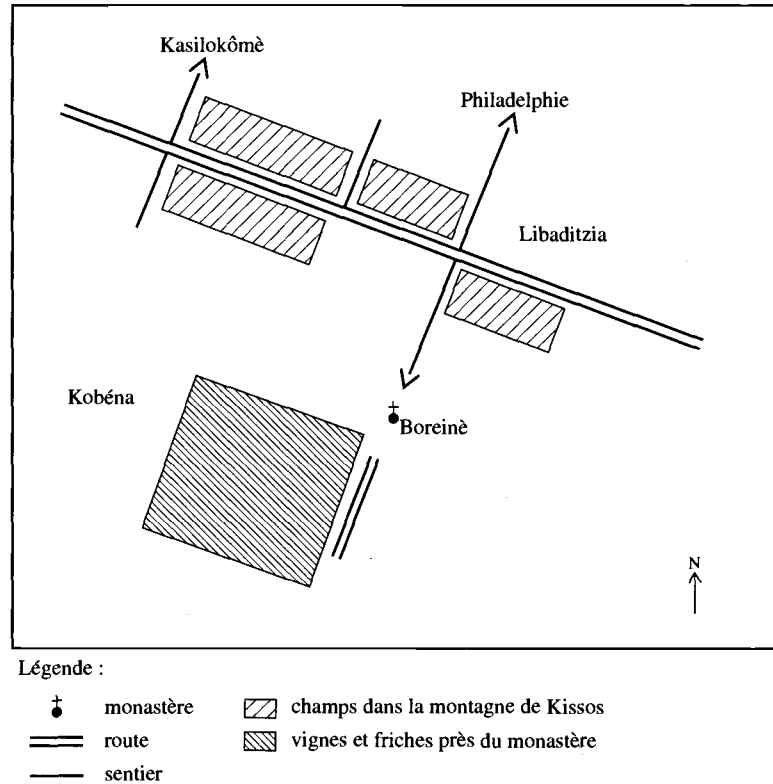 Kasilokômè
Philadelphie
Libaditzia
Kobéna
Boreinè
N
Légende :
monastère
champs dans la montagne de Kissos
route
vignes et friches près du monastère
sentier